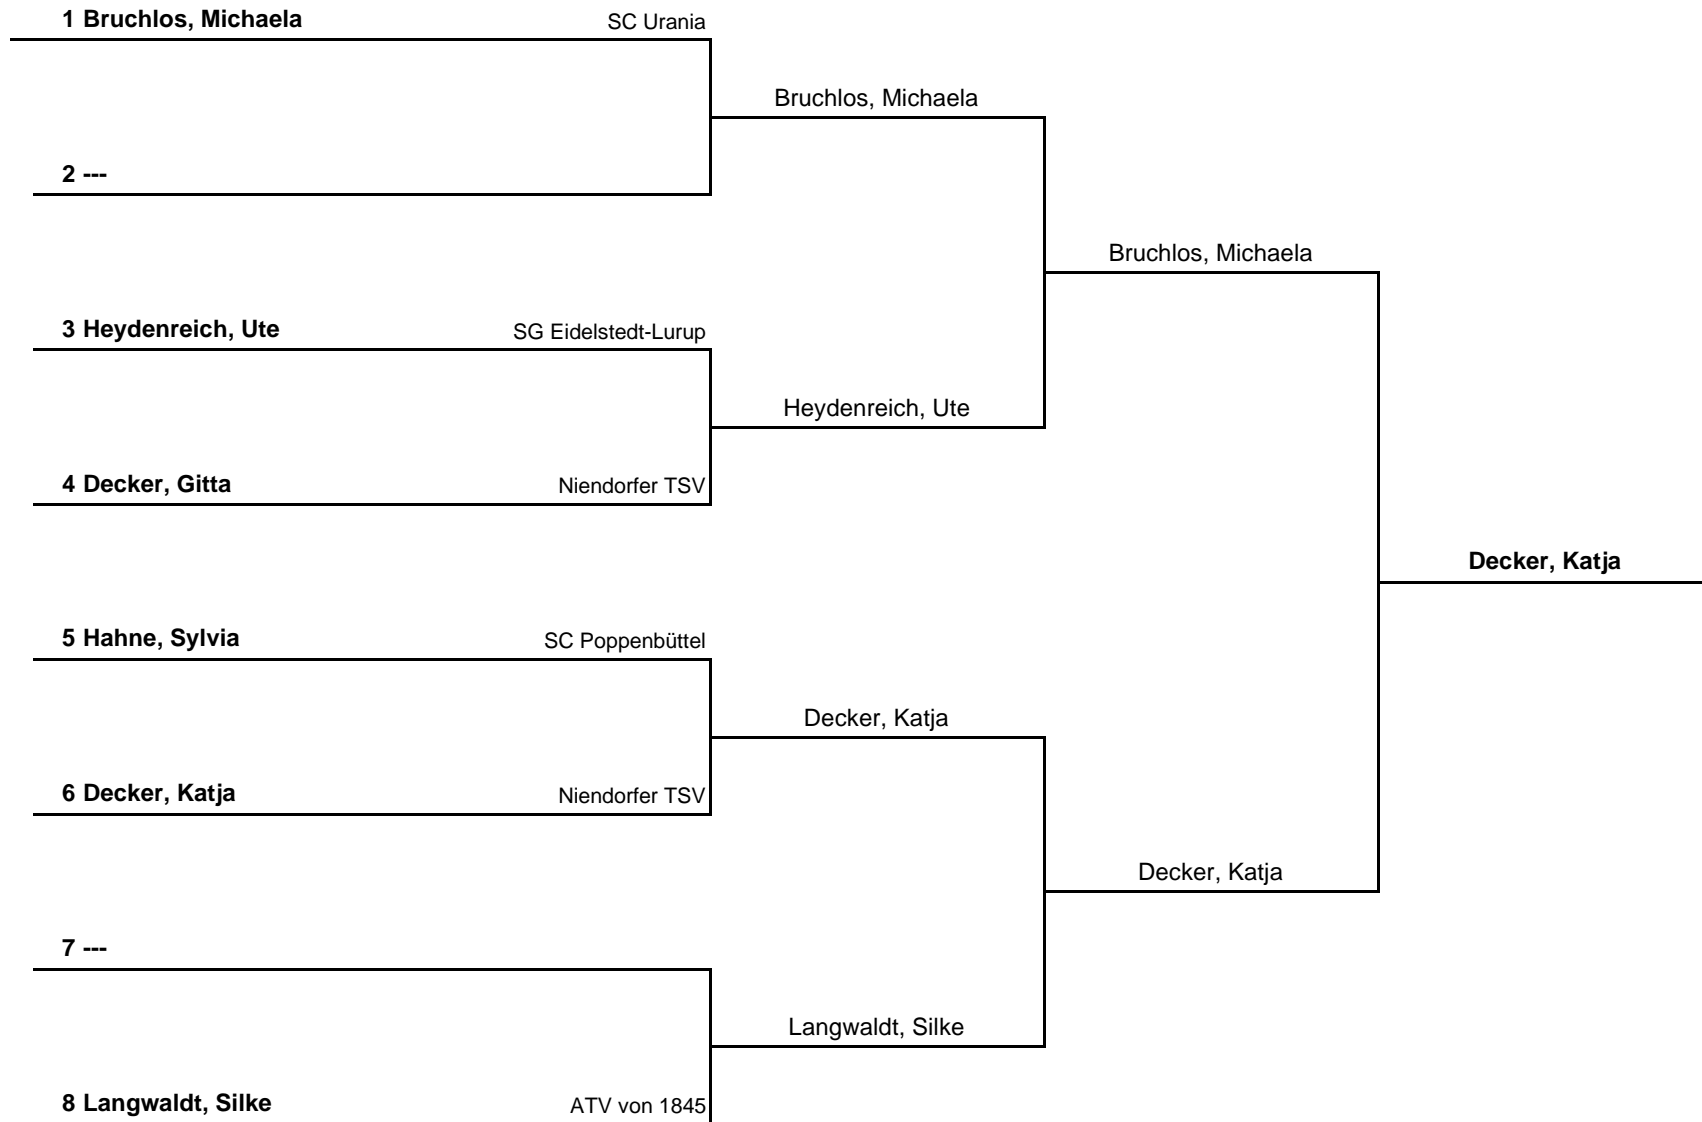 1 Bruchlos, Michaela SC Urania
Bruchlos, Michaela
2 ---
Bruchlos, Michaela
3 Heydenreich, Ute SG Eidelstedt-Lurup
Heydenreich, Ute
4 Decker, Gitta Niendorfer TSV
Decker, Katja
5 Hahne, Sylvia SC Poppenbüttel
Decker, Katja
6 Decker, Katja Niendorfer TSV
Decker, Katja
7 ---
Langwaldt, Silke
8 Langwaldt, Silke ATV von 1845